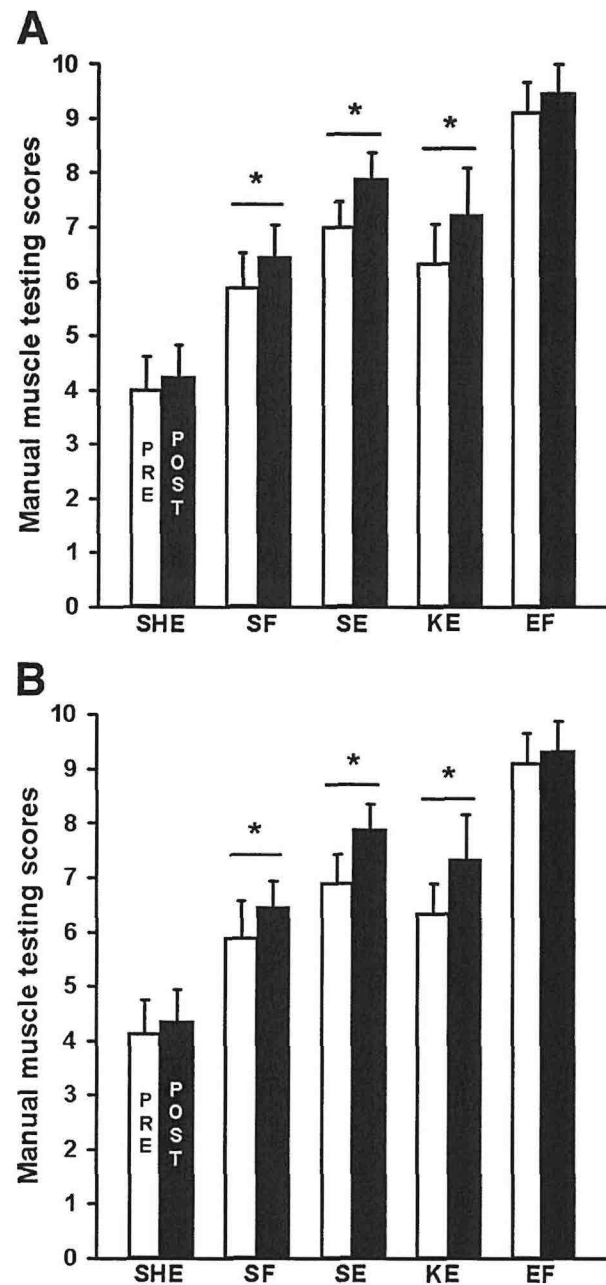 A
Manual muscle testing scores
10
9
8
7
6
5
4
3
2
1
0
*
*
*
PRE
POST
SHE SF SE KE EF
B
Manual muscle testing scores
10
9
8
7
6
5
4
3
2
1
0
*
*
*
PRE
POST
SHE SF SE KE EF